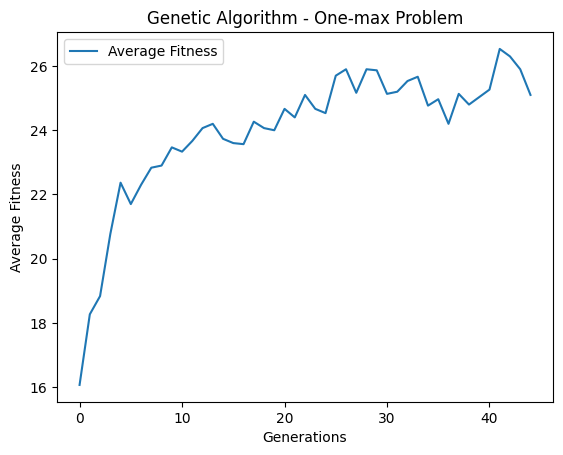 Genetic Algorithm - One-max Problem
Average Fitness
Average Fitness
26
24
22
20
18
16
0 10 20 30 40
Generations